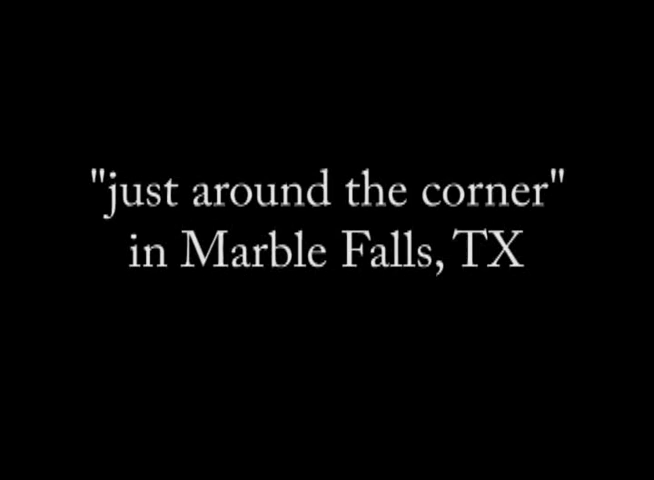 "just around the corner"
in Marble Falls, TX